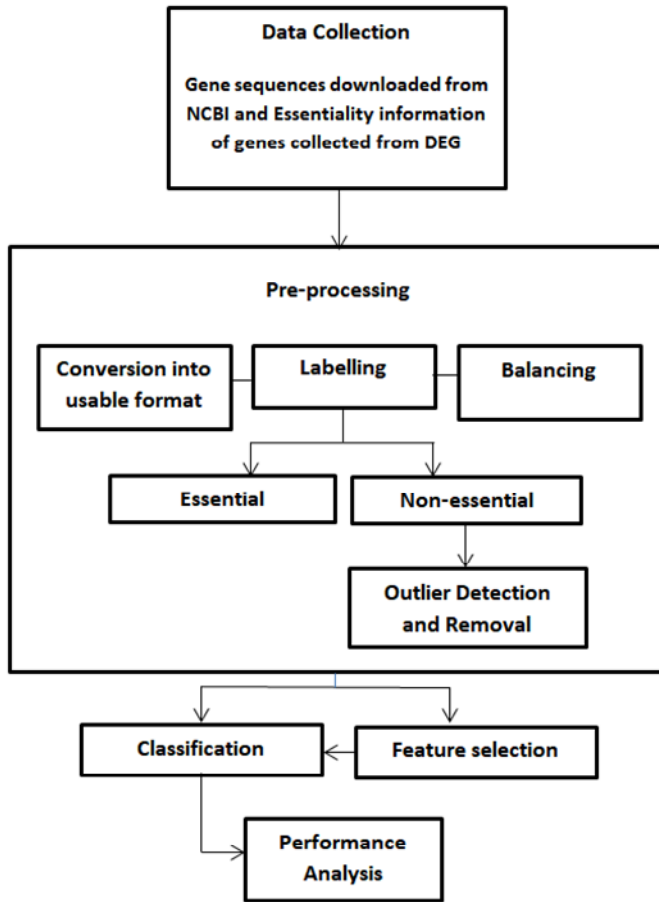 Data Collection
Gene sequences downloaded from
NCBI and Essentiality information
of genes collected from DEG
Pre-processing
Conversion into
usable format
Labelling
Balancing
Essential
Non-essential
Outlier Detection
and Removal
Classification
Feature selection
Performance
Analysis